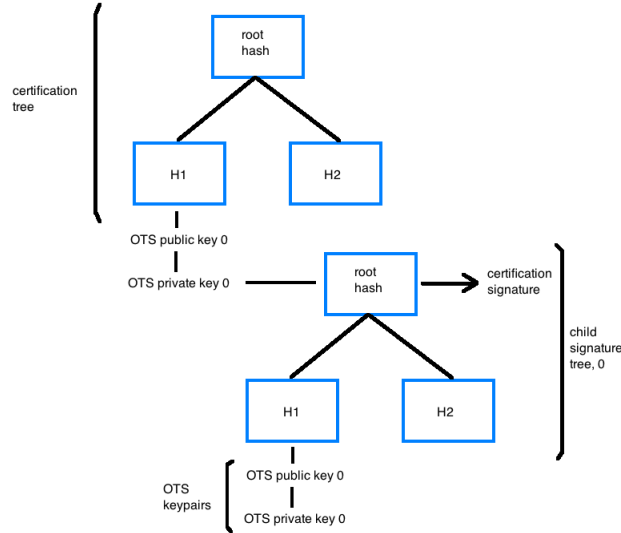 root
hash
certification
tree
H1
H2
OTS public key 0
OTS private key 0
root
hash
certification
signature
child
signature
tree, 0
H1
H2
OTS
keypairs
OTS public key 0
OTS private key 0